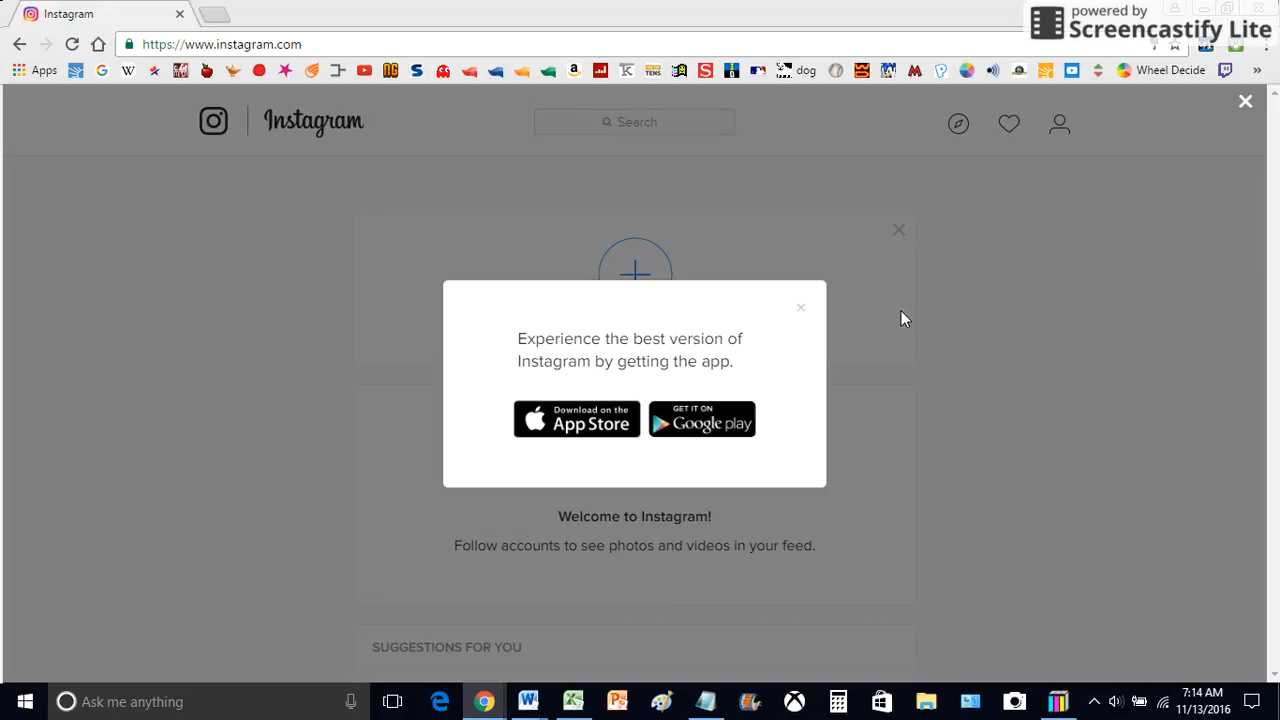 Instagram
powered by
Screencastify Lite
https://www.instagram.com
Apps
dog
Wheel Decide
Instagram
Search
Experience the best version of
Instagram by getting the app.
Download on the
App Store
GET IT ON
Google play
Welcome to Instagram!
Follow accounts to see photos and videos in your feed.
SUGGESTIONS FOR YOU
Ask me anything
7:14 AM
11/13/2016